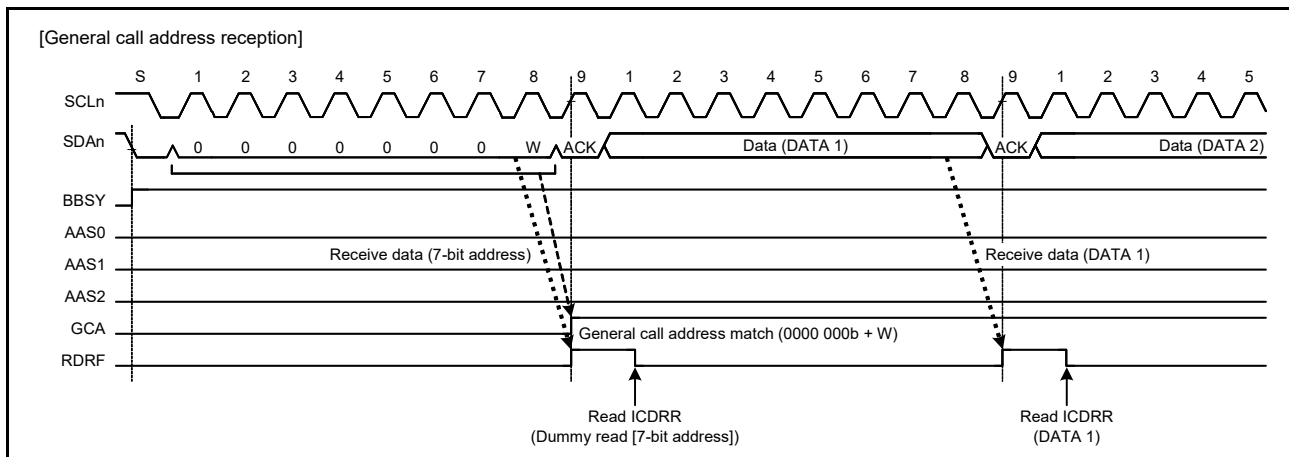 [General call address reception]
S 1 2 3 4 5 6 7 8 9 1 2 3 4 5 6 7 8 9 1 2 3 4 5
SCLn
SDAn 0 0 0 0 0 0 0 W ACK Data (DATA 1) ACK Data (DATA 2)
BBSY
AAS0
Receive data (7-bit address) Receive data (DATA 1)
AAS1
AAS2
GCA
General call address match (0000 000b + W)
RDRF
Read ICDRR Read ICDRR
(Dummy read [7-bit address]) (DATA 1)